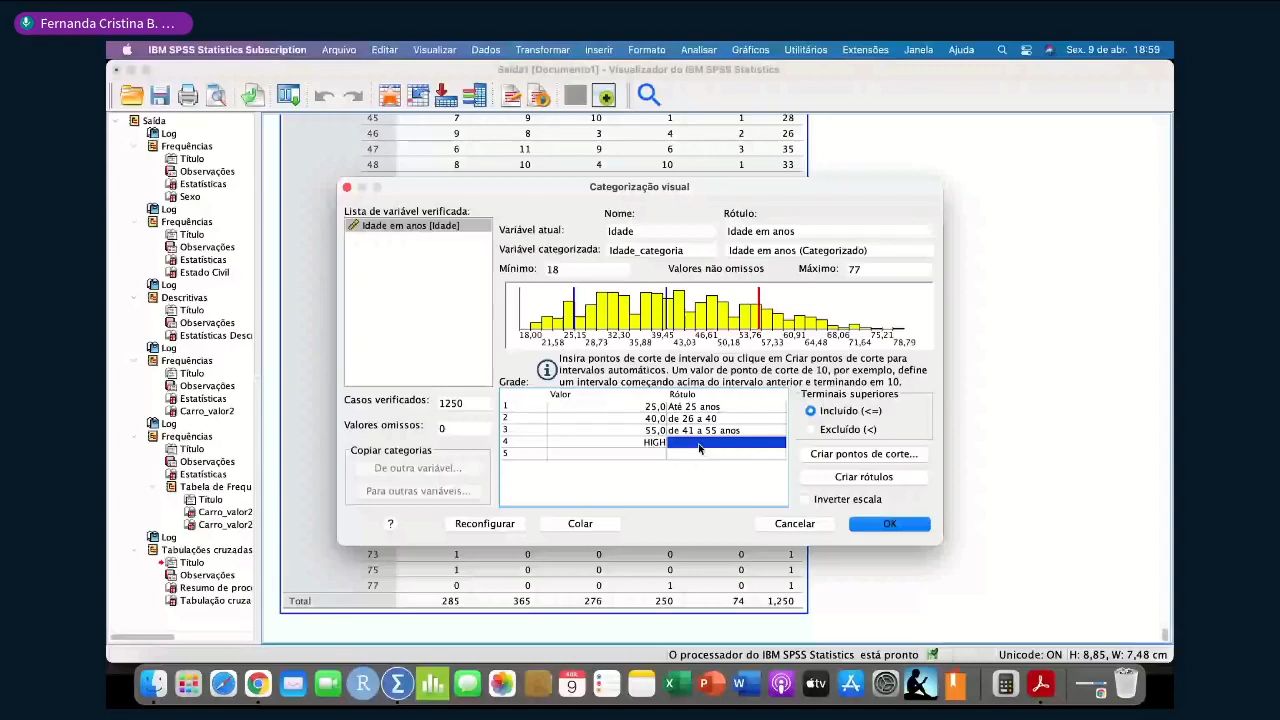 Fernanda Cristina B. ...
IBM SPSS Statistics Subscription Arquivo Editar Visualizar Dados Transformar Inserir Formato Analisar Gráficos Utilitários Extensões Janela Ajuda Sex. 9 de abr. 18:59
Saída1 [Documento1] - Visualizador do IBM SPSS Statistics
Saída
Log
Frequências
Título
Observações
Estatísticas
Sexo
Log
Frequências
Título
Observações
Estatísticas
Estado Civil
Log
Descritivas
Título
Observações
Estatísticas Desc
Log
Frequências
Título
Observações
Estatísticas
Carro_valor2
Log
Frequências
Título
Observações
Estatísticas
Tabela de Frequ
Título
Carro_valor2
Carro_valor2
Log
Tabulações cruzadas
Título
Observações
Resumo de proc
Tabulação cruza
45 7 9 10 1 1 28
46 9 8 3 4 2 26
47 6 11 9 6 3 35
48 8 10 4 10 1 33
Categorização visual
Lista de variável verificada:
Idade em anos [Idade]
Nome: Rótulo:
Variável atual: Idade Idade em anos
Variável categorizada: Idade_categoria Idade em anos (Categorizado)
Mínimo: 18 Valores não omissos Máximo: 77
18,00 25,15 32,30 39,45 46,61 53,76 60,91 68,06 75,21
21,58 28,73 35,88 43,03 50,18 57,33 64,48 71,64 78,79
Insira pontos de corte de intervalo ou clique em Criar pontos de corte para
intervalos automáticos. Um valor de ponto de corte de 10, por exemplo, define
um intervalo começando acima do intervalo anterior e terminando em 10.
Grade:
Valor Rótulo
1 25,0 Até 25 anos
2 40,0 de 26 a 40
3 55,0 de 41 a 55 anos
4 HIGH
5
Casos verificados: 1250
Valores omissos: 0
Copiar categorias
De outra variável...
Para outras variáveis...
Terminais superiores
Incluído (<=)
Excluído (<)
Criar pontos de corte...
Criar rótulos
Inverter escala
? Reconfigurar Colar Cancelar OK
73 1 0 0 0 0 1
75 1 0 0 0 0 1
77 0 0 0 1 0 1
Total 285 365 276 250 74 1,250
O processador do IBM SPSS Statistics está pronto Unicode: ON H: 8,85, W: 7,48 cm
R Σ ABR. 9 X P W tv A